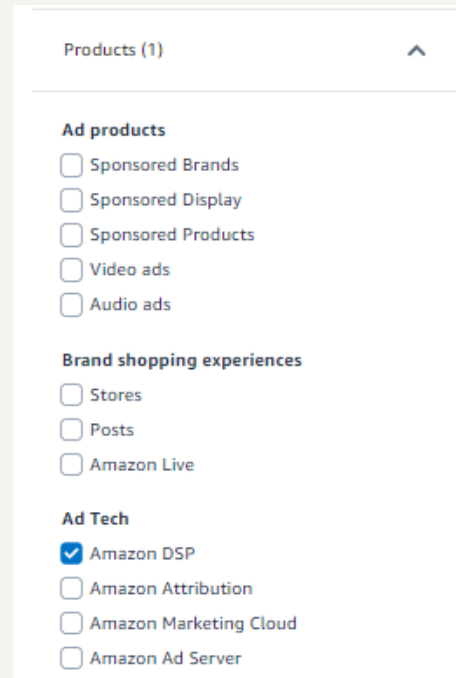 Products (1)
Ad products
Sponsored Brands
Sponsored Display
Sponsored Products
Video ads
Audio ads
Brand shopping experiences
Stores
Posts
Amazon Live
Ad Tech
Amazon DSP
Amazon Attribution
Amazon Marketing Cloud
Amazon Ad Server